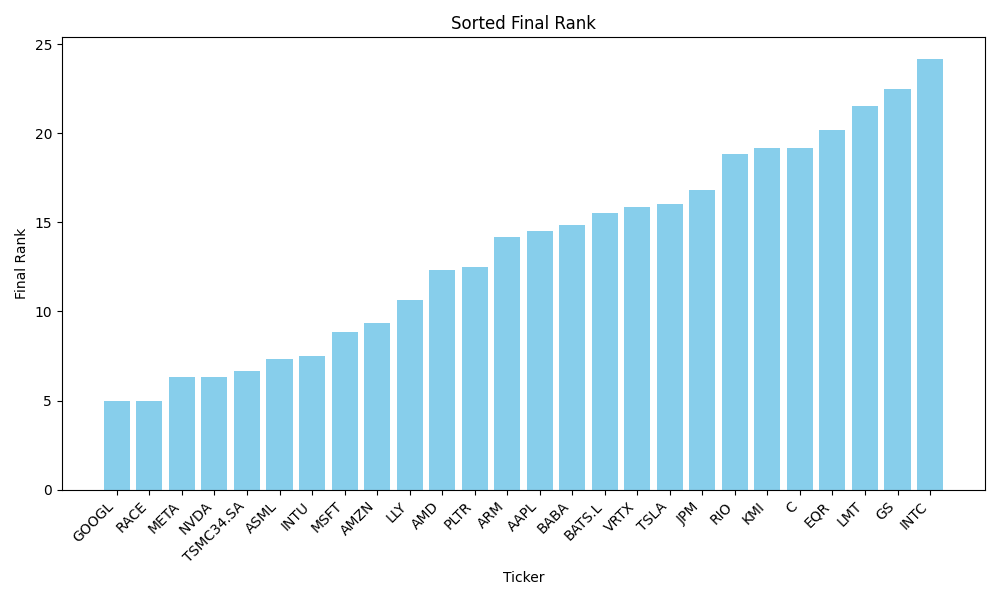 Sorted Final Rank
Final Rank
25
20
15
10
5
0
GOOGL
RACE
META
NVDA
TSMC34.SA
ASML
INTU
MSFT
AMZN
LLY
AMD
PLTR
ARM
AAPL
BABA
BATS.L
VRTX
TSLA
JPM
RIO
KMI
C
EQR
LMT
GS
INTC
Ticker